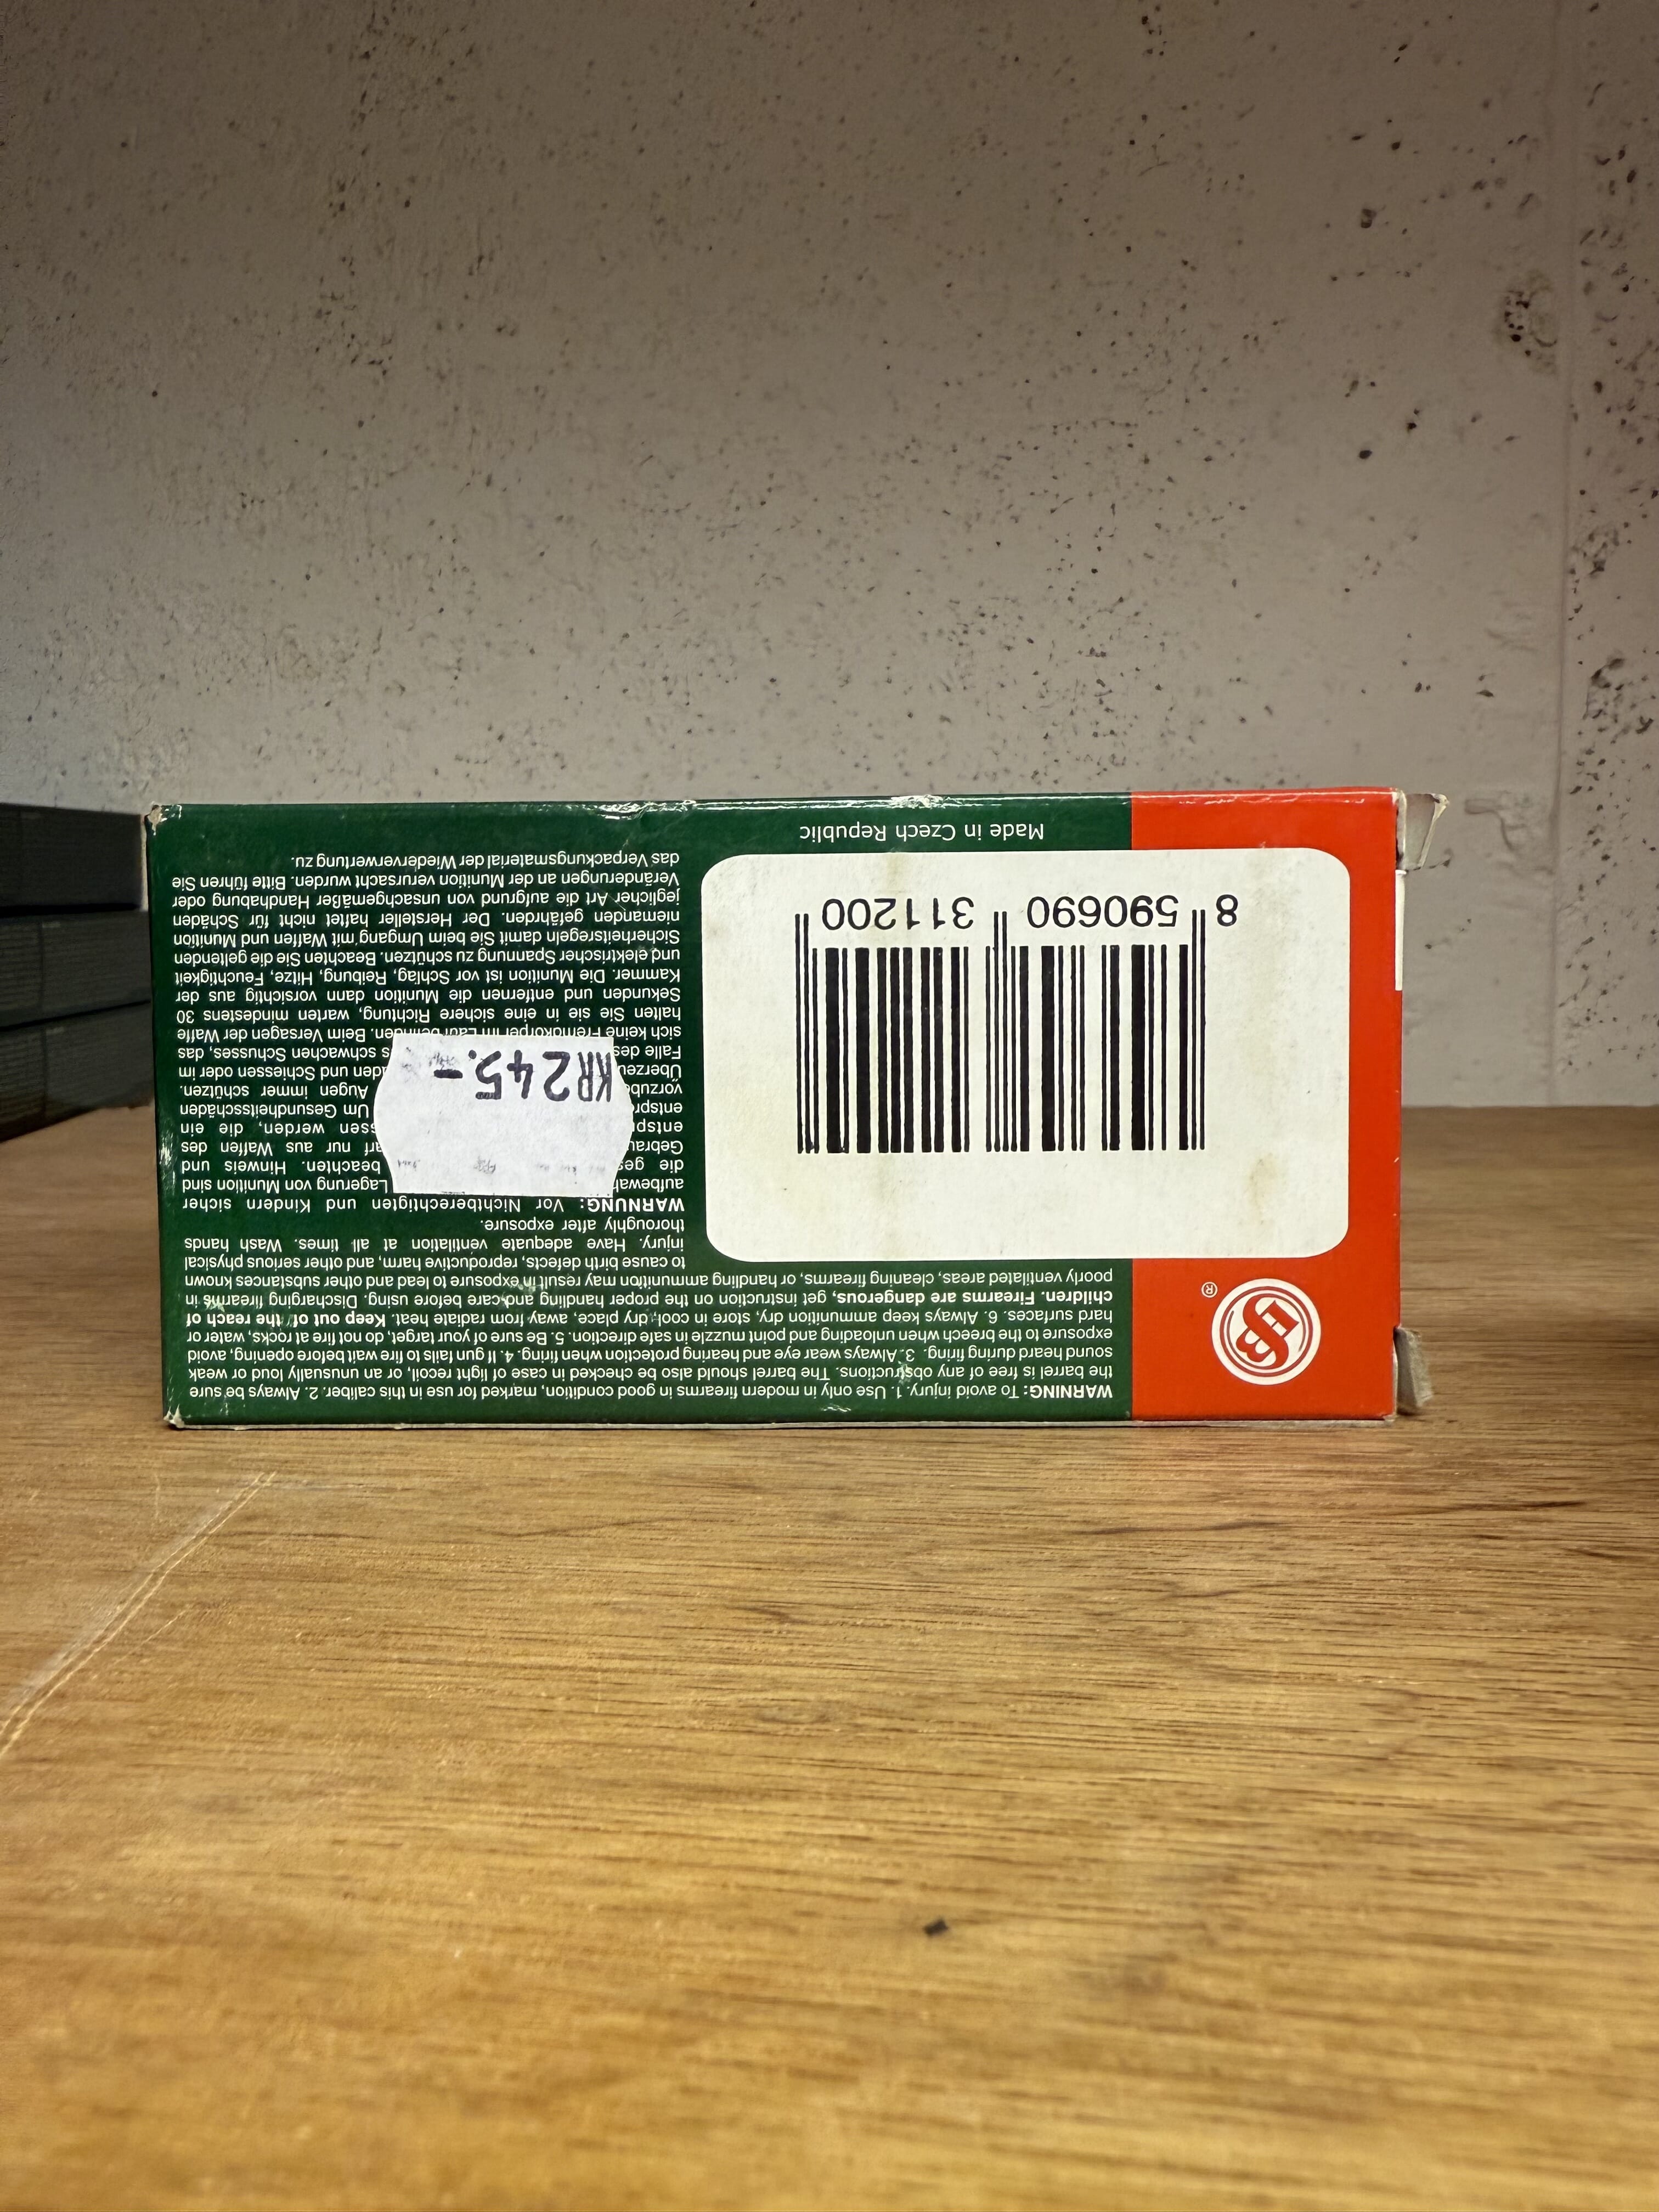 WARNING: To avoid injury. 1. Use only in modern firearms in good condition, marked for use in this caliber. 2. Always be sure
the barrel is free of any obstructions. The barrel should also be checked in case of light recoil, or an unusually loud or weak
sound heard during firing. 3. Always wear eye and hearing protection when firing. 4. If gun fails to fire wait before opening, avoid
exposure to the breech when unloading and point muzzle in safe direction. 5. Be sure of your target, do not fire at rocks, water or
hard surfaces. 6. Always keep ammunition dry, store in cool, dry place, away from radiate heat. Keep out of the reach of
children. Firearms are dangerous, get instruction on the proper handling and care before using. Discharging firearms in
poorly ventilated areas, cleaning firearms, or handling ammunition may result in exposure to lead and other substances known
to cause birth defects, reproductive harm, and other serious physical
injury. Have adequate ventilation at all times. Wash hands
thoroughly after exposure.
WARNUNG: Vor Nichtberechtigten und Kindern sicher
Lagerung von Munition sind
die beachten. Hinweis und
nur aus Waffen des
werden, die ein
Um Gesundheitsschäden
Augen immer schützen.
und Schiessen oder im
Falle des schwachen Schusses, das
sich keine Fremdkörper im Lauf befinden. Beim Versagen der Waffe
halten Sie sie in eine sichere Richtung, warten mindestens 30
Sekunden und entfernen die Munition dann vorsichtig aus der
Kammer. Die Munition ist vor Schlag, Reibung, Hitze, Feuchtigkeit
und elektrischer Spannung zu schützen. Beachten Sie die geltenden
Sicherheitsregeln damit Sie beim Umgang mit Waffen und Munition
niemanden gefährden. Der Hersteller haftet nicht für Schäden
jeglicher Art die aufgrund von unsachgemäßer Handhabung oder
Veränderungen an der Munition verursacht wurden. Bitte führen Sie
das Verpackungsmaterial der Wiederverwertung zu.
KR245.-
S&B
®
8 590690 311200
Made in Czech Republic